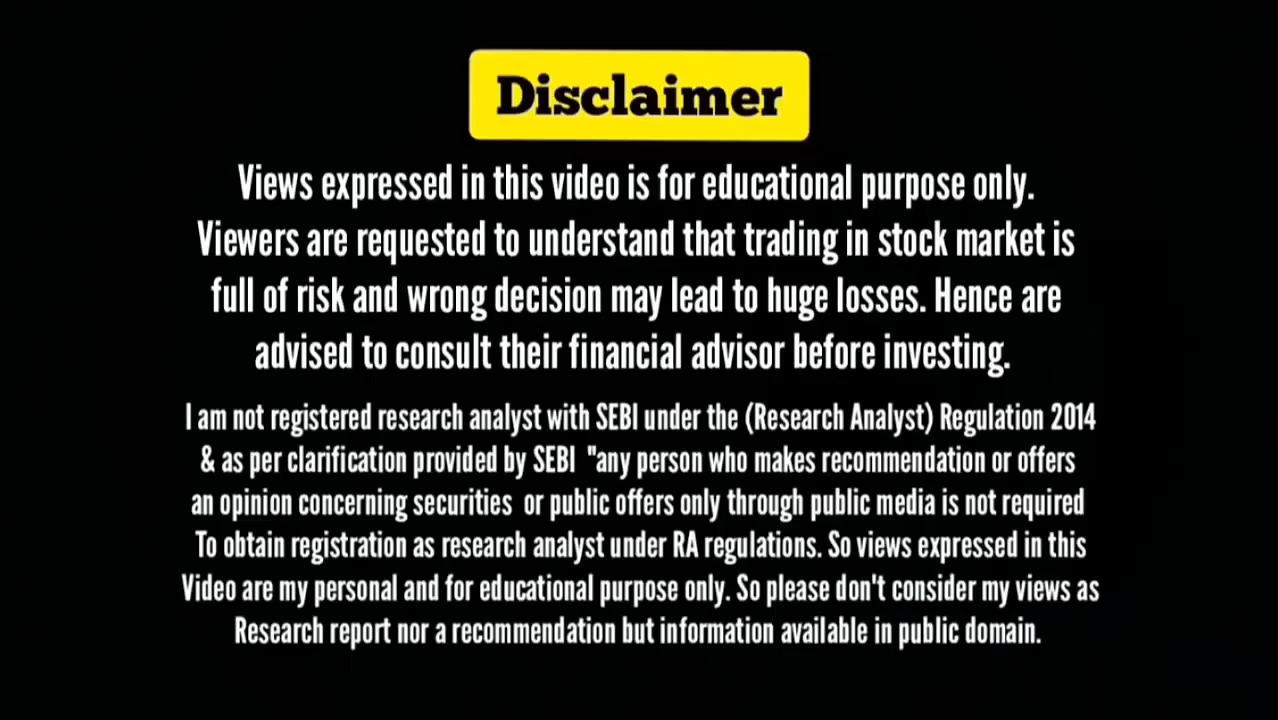 Disclaimer
Views expressed in this video is for educational purpose only.
Viewers are requested to understand that trading in stock market is
full of risk and wrong decision may lead to huge losses. Hence are
advised to consult their financial advisor before investing.
I am not registered research analyst with SEBI under the (Research Analyst) Regulation 2014
& as per clarification provided by SEBI "any person who makes recommendation or offers
an opinion concerning securities or public offers only through public media is not required
To obtain registration as research analyst under RA regulations. So views expressed in this
Video are my personal and for educational purpose only. So please don't consider my views as
Research report nor a recommendation but information available in public domain.